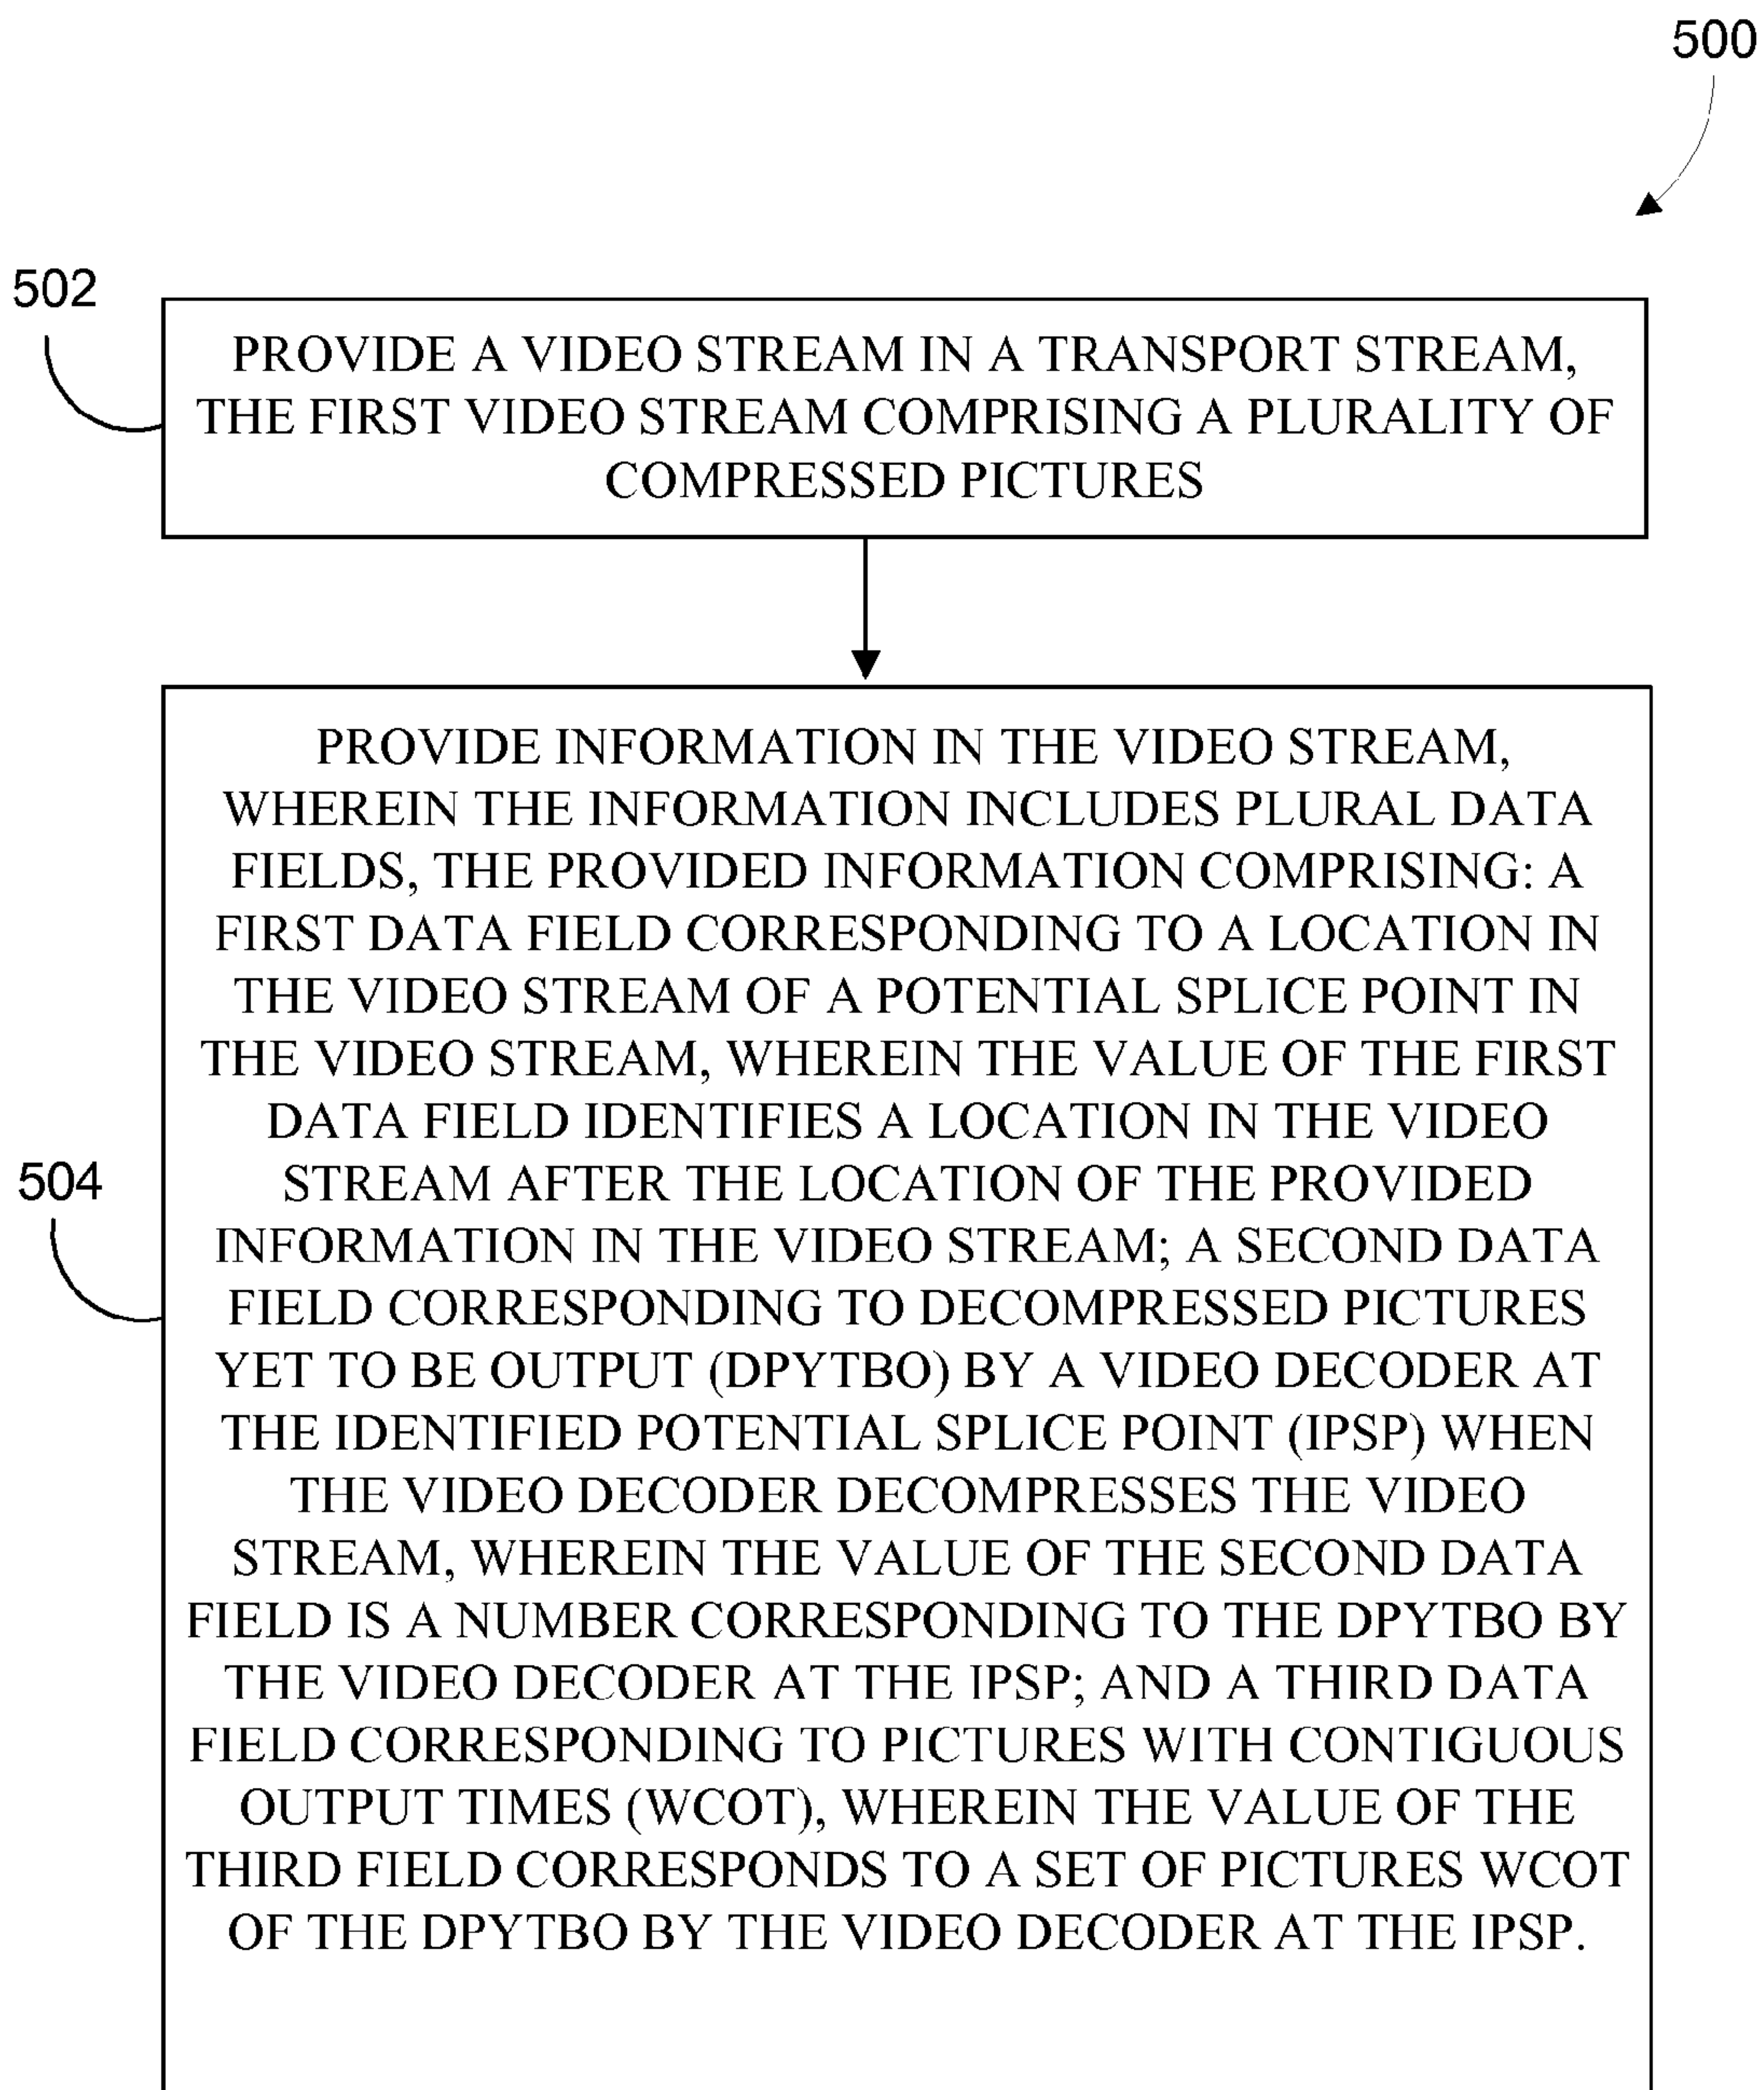 500
502
PROVIDE A VIDEO STREAM IN A TRANSPORT STREAM,
THE FIRST VIDEO STREAM COMPRISING A PLURALITY OF
COMPRESSED PICTURES
504
PROVIDE INFORMATION IN THE VIDEO STREAM,
WHEREIN THE INFORMATION INCLUDES PLURAL DATA
FIELDS, THE PROVIDED INFORMATION COMPRISING: A
FIRST DATA FIELD CORRESPONDING TO A LOCATION IN
THE VIDEO STREAM OF A POTENTIAL SPLICE POINT IN
THE VIDEO STREAM, WHEREIN THE VALUE OF THE FIRST
DATA FIELD IDENTIFIES A LOCATION IN THE VIDEO
STREAM AFTER THE LOCATION OF THE PROVIDED
INFORMATION IN THE VIDEO STREAM; A SECOND DATA
FIELD CORRESPONDING TO DECOMPRESSED PICTURES
YET TO BE OUTPUT (DPYTBO) BY A VIDEO DECODER AT
THE IDENTIFIED POTENTIAL SPLICE POINT (IPSP) WHEN
THE VIDEO DECODER DECOMPRESSES THE VIDEO
STREAM, WHEREIN THE VALUE OF THE SECOND DATA
FIELD IS A NUMBER CORRESPONDING TO THE DPYTBO BY
THE VIDEO DECODER AT THE IPSP; AND A THIRD DATA
FIELD CORRESPONDING TO PICTURES WITH CONTIGUOUS
OUTPUT TIMES (WCOT), WHEREIN THE VALUE OF THE
THIRD FIELD CORRESPONDS TO A SET OF PICTURES WCOT
OF THE DPYTBO BY THE VIDEO DECODER AT THE IPSP.